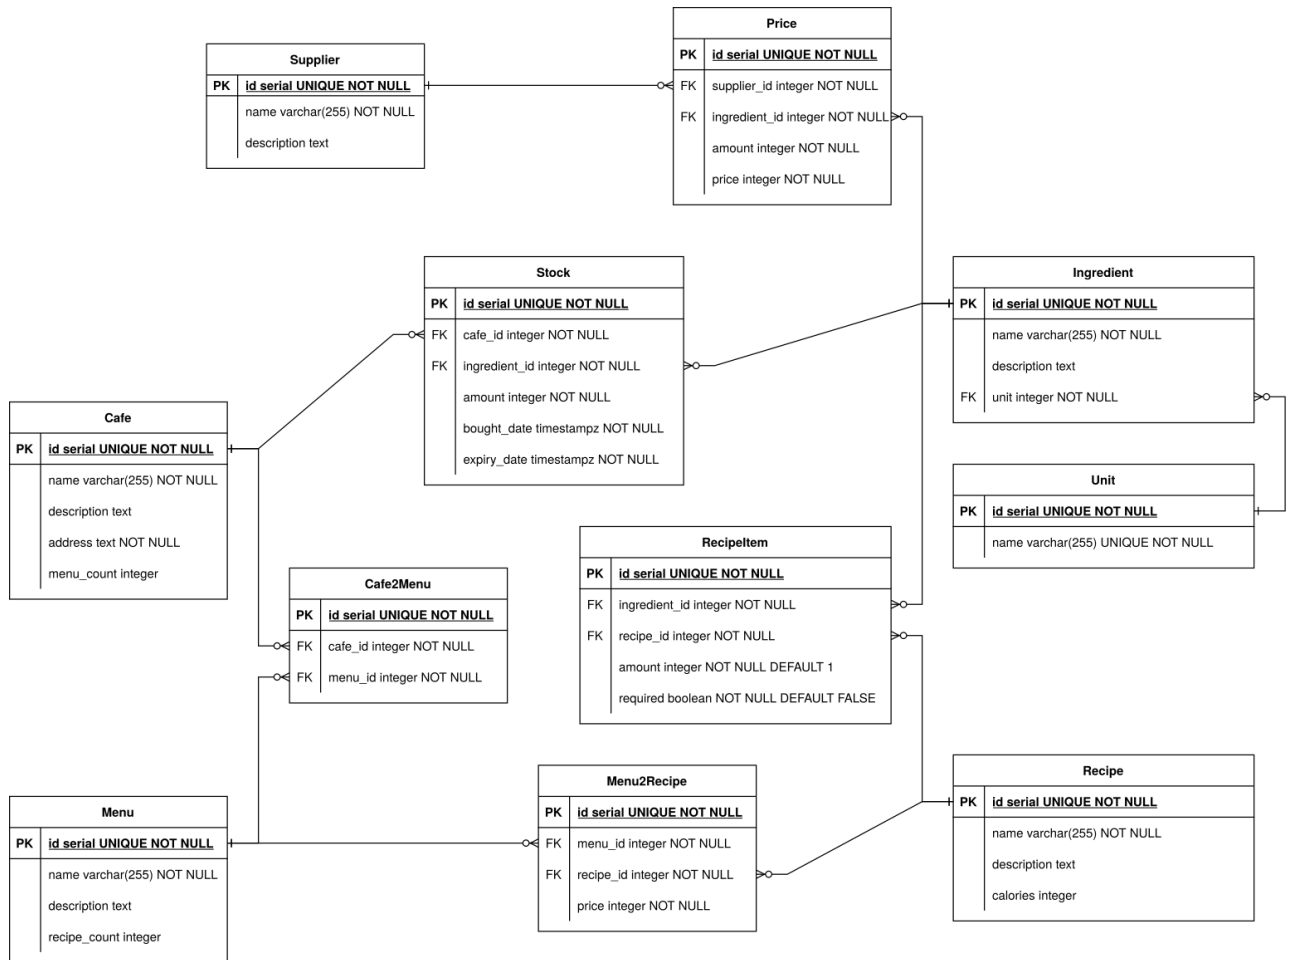 Price
PK id serial UNIQUE NOT NULL
FK supplier_id integer NOT NULL
FK ingredient_id integer NOT NULL
amount integer NOT NULL
price integer NOT NULL
Supplier
PK id serial UNIQUE NOT NULL
name varchar(255) NOT NULL
description text
Stock
PK id serial UNIQUE NOT NULL
FK cafe_id integer NOT NULL
FK ingredient_id integer NOT NULL
amount integer NOT NULL
bought_date timestampz NOT NULL
expiry_date timestampz NOT NULL
Ingredient
PK id serial UNIQUE NOT NULL
name varchar(255) NOT NULL
description text
FK unit integer NOT NULL
Cafe
PK id serial UNIQUE NOT NULL
name varchar(255) NOT NULL
description text
address text NOT NULL
menu_count integer
Unit
PK id serial UNIQUE NOT NULL
name varchar(255) UNIQUE NOT NULL
RecipeItem
PK id serial UNIQUE NOT NULL
FK ingredient_id integer NOT NULL
FK recipe_id integer NOT NULL
amount integer NOT NULL DEFAULT 1
required boolean NOT NULL DEFAULT FALSE
Cafe2Menu
PK id serial UNIQUE NOT NULL
FK cafe_id integer NOT NULL
FK menu_id integer NOT NULL
Menu
PK id serial UNIQUE NOT NULL
name varchar(255) NOT NULL
description text
recipe_count integer
Menu2Recipe
PK id serial UNIQUE NOT NULL
FK menu_id integer NOT NULL
FK recipe_id integer NOT NULL
price integer NOT NULL
Recipe
PK id serial UNIQUE NOT NULL
name varchar(255) NOT NULL
description text
calories integer